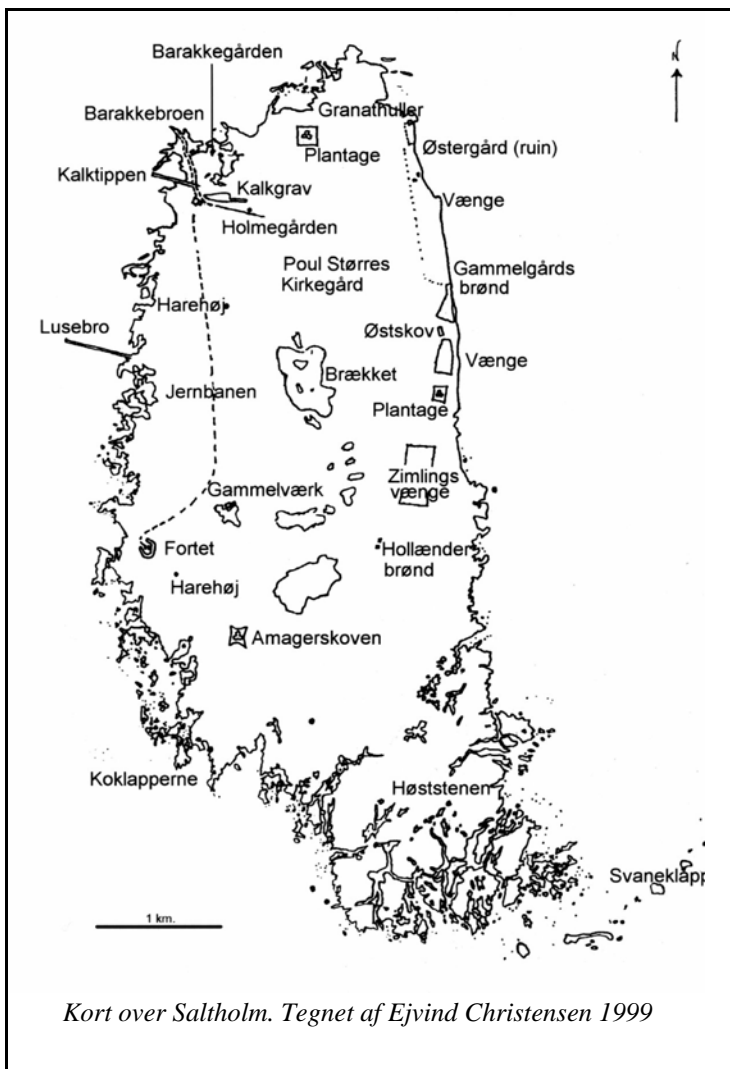 Barakkegården
N
Barakkebroen
Granathuller
Plantage
Østergård (ruin)
Kalktippen
Kalkgrav
Vænge
Holmegården
Poul Størres
Kirkegård
Gammelgårds
brønd
Harehøj
Østskov
Lusebro
Brækket
Vænge
Jernbanen
Plantage
Zimlings
vænge
Gammelværk
Fortet
Hollænder
brønd
Harehøj
Amagerskoven
Koklapperne
Høststenen
Svaneklapp
1 km.
Kort over Saltholm. Tegnet af Ejvind Christensen 1999